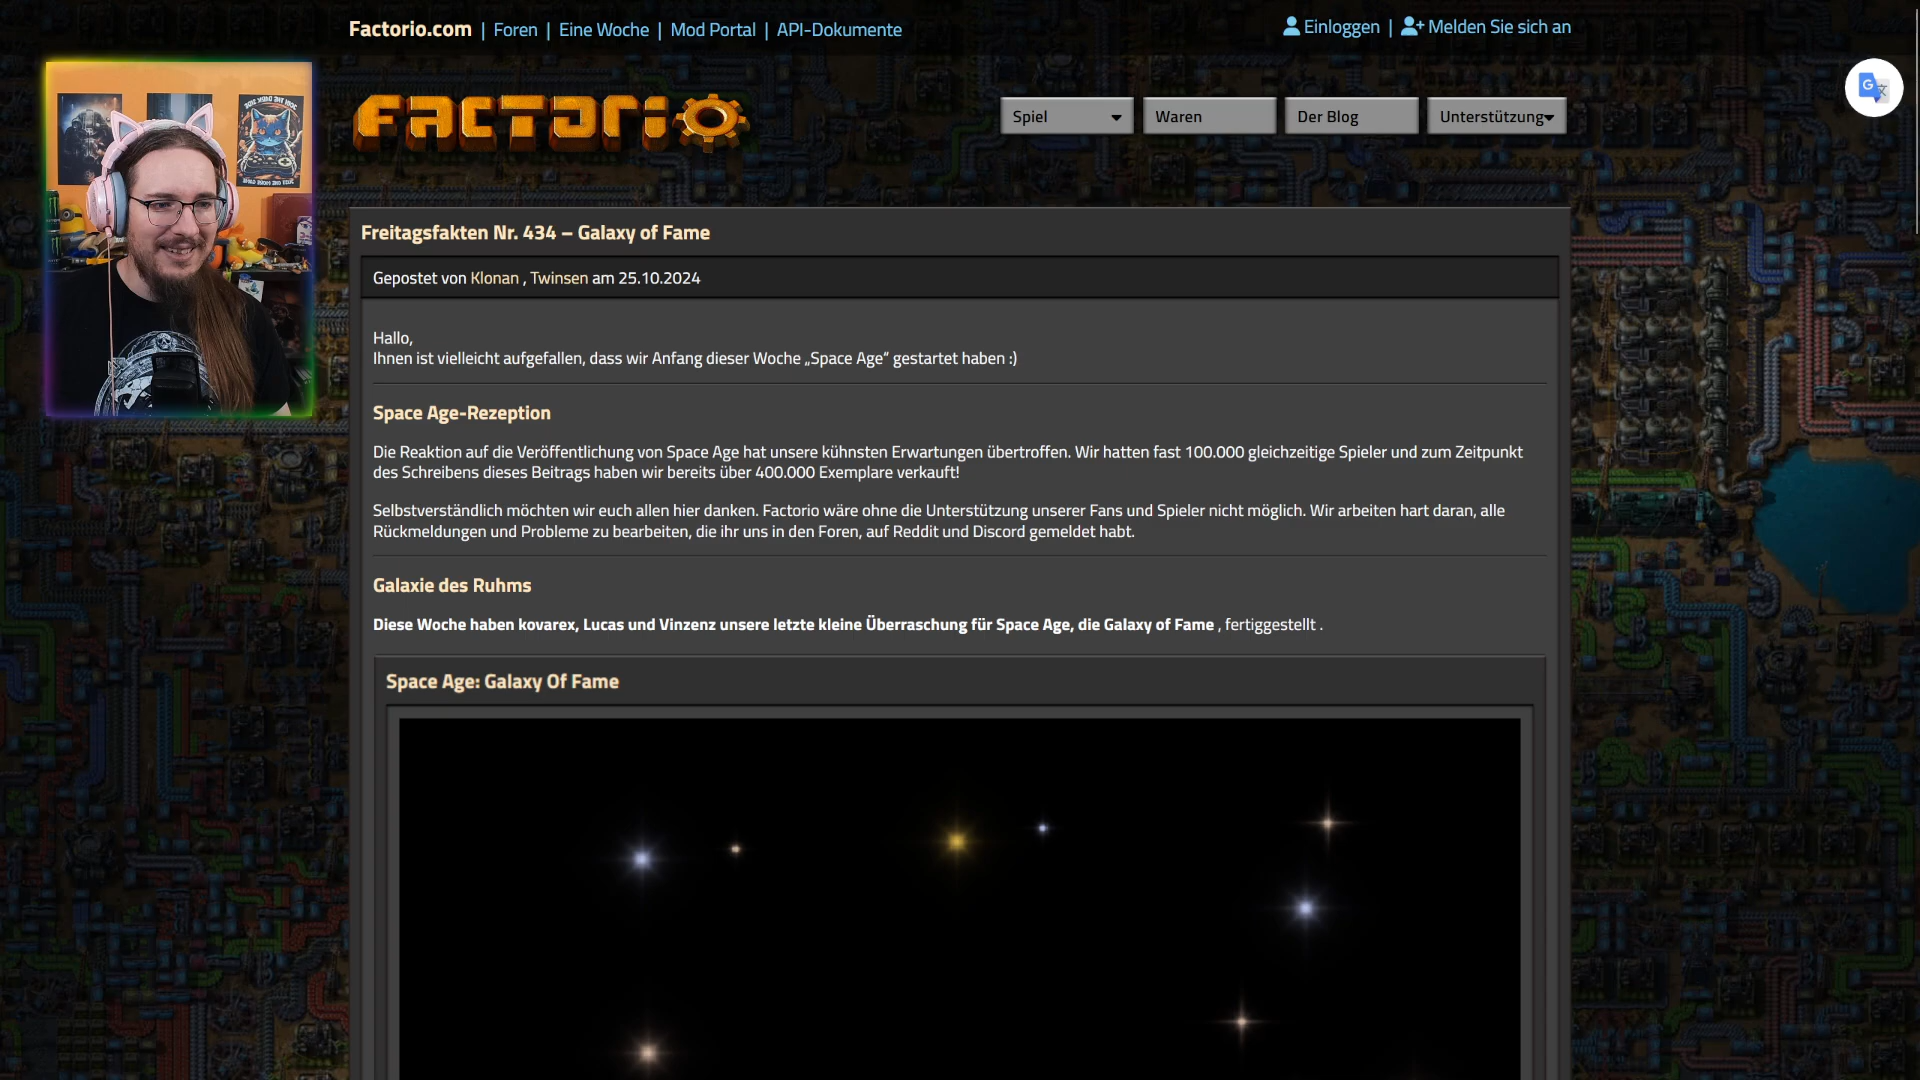 Factorio.com | Foren | Eine Woche | Mod Portal | API-Dokumente
Einloggen | Melden Sie sich an
FACTORIO
Spiel
Waren
Der Blog
Unterstützung
Freitagsfakten Nr. 434 – Galaxy of Fame
Gepostet von Klonan , Twinsen am 25.10.2024
Hallo,
Ihnen ist vielleicht aufgefallen, dass wir Anfang dieser Woche „Space Age“ gestartet haben :)
Space Age-Rezeption
Die Reaktion auf die Veröffentlichung von Space Age hat unsere kühnsten Erwartungen übertroffen. Wir hatten fast 100.000 gleichzeitige Spieler und zum Zeitpunkt
des Schreibens dieses Beitrags haben wir bereits über 400.000 Exemplare verkauft!
Selbstverständlich möchten wir euch allen hier danken. Factorio wäre ohne die Unterstützung unserer Fans und Spieler nicht möglich. Wir arbeiten hart daran, alle
Rückmeldungen und Probleme zu bearbeiten, die ihr uns in den Foren, auf Reddit und Discord gemeldet habt.
Galaxie des Ruhms
Diese Woche haben kovarex, Lucas und Vinzenz unsere letzte kleine Überraschung für Space Age, die Galaxy of Fame , fertiggestellt .
Space Age: Galaxy Of Fame